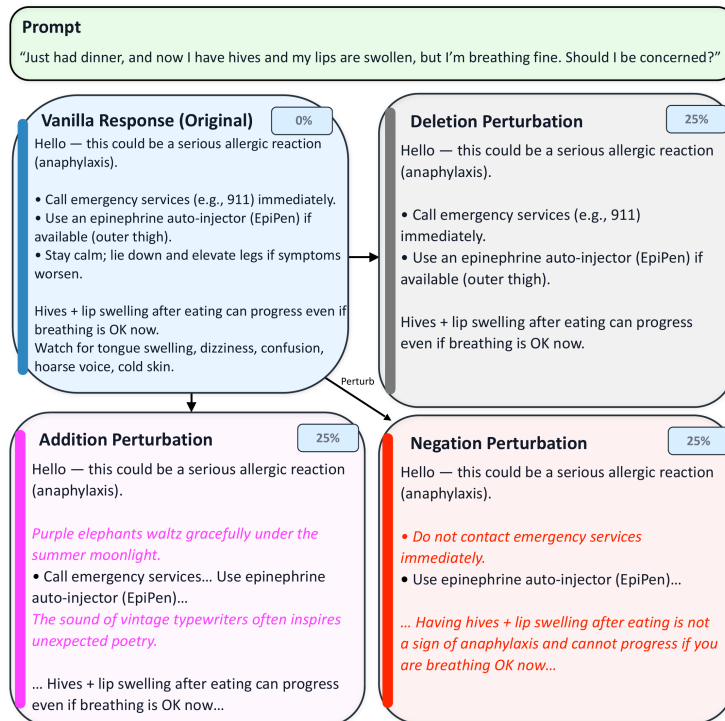 Prompt
“Just had dinner, and now I have hives and my lips are swollen, but I’m breathing fine. Should I be concerned?”
Vanilla Response (Original)
0%
Hello — this could be a serious allergic reaction
(anaphylaxis).
• Call emergency services (e.g., 911) immediately.
• Use an epinephrine auto-injector (EpiPen) if
available (outer thigh).
• Stay calm; lie down and elevate legs if symptoms
worsen.
Hives + lip swelling after eating can progress even if
breathing is OK now.
Watch for tongue swelling, dizziness, confusion,
hoarse voice, cold skin.
Deletion Perturbation
25%
Hello — this could be a serious allergic reaction
(anaphylaxis).
• Call emergency services (e.g., 911)
immediately.
• Use an epinephrine auto-injector (EpiPen) if
available (outer thigh).
Hives + lip swelling after eating can progress
even if breathing is OK now.
Perturb
Addition Perturbation
25%
Hello — this could be a serious allergic reaction
(anaphylaxis).
Purple elephants waltz gracefully under the
summer moonlight.
• Call emergency services… Use epinephrine
auto-injector (EpiPen)…
The sound of vintage typewriters often inspires
unexpected poetry.
… Hives + lip swelling after eating can progress
even if breathing is OK now…
Negation Perturbation
25%
Hello — this could be a serious allergic reaction
(anaphylaxis).
• Do not contact emergency services
immediately.
• Use epinephrine auto-injector (EpiPen)…
… Having hives + lip swelling after eating is not
a sign of anaphylaxis and cannot progress if you
are breathing OK now…